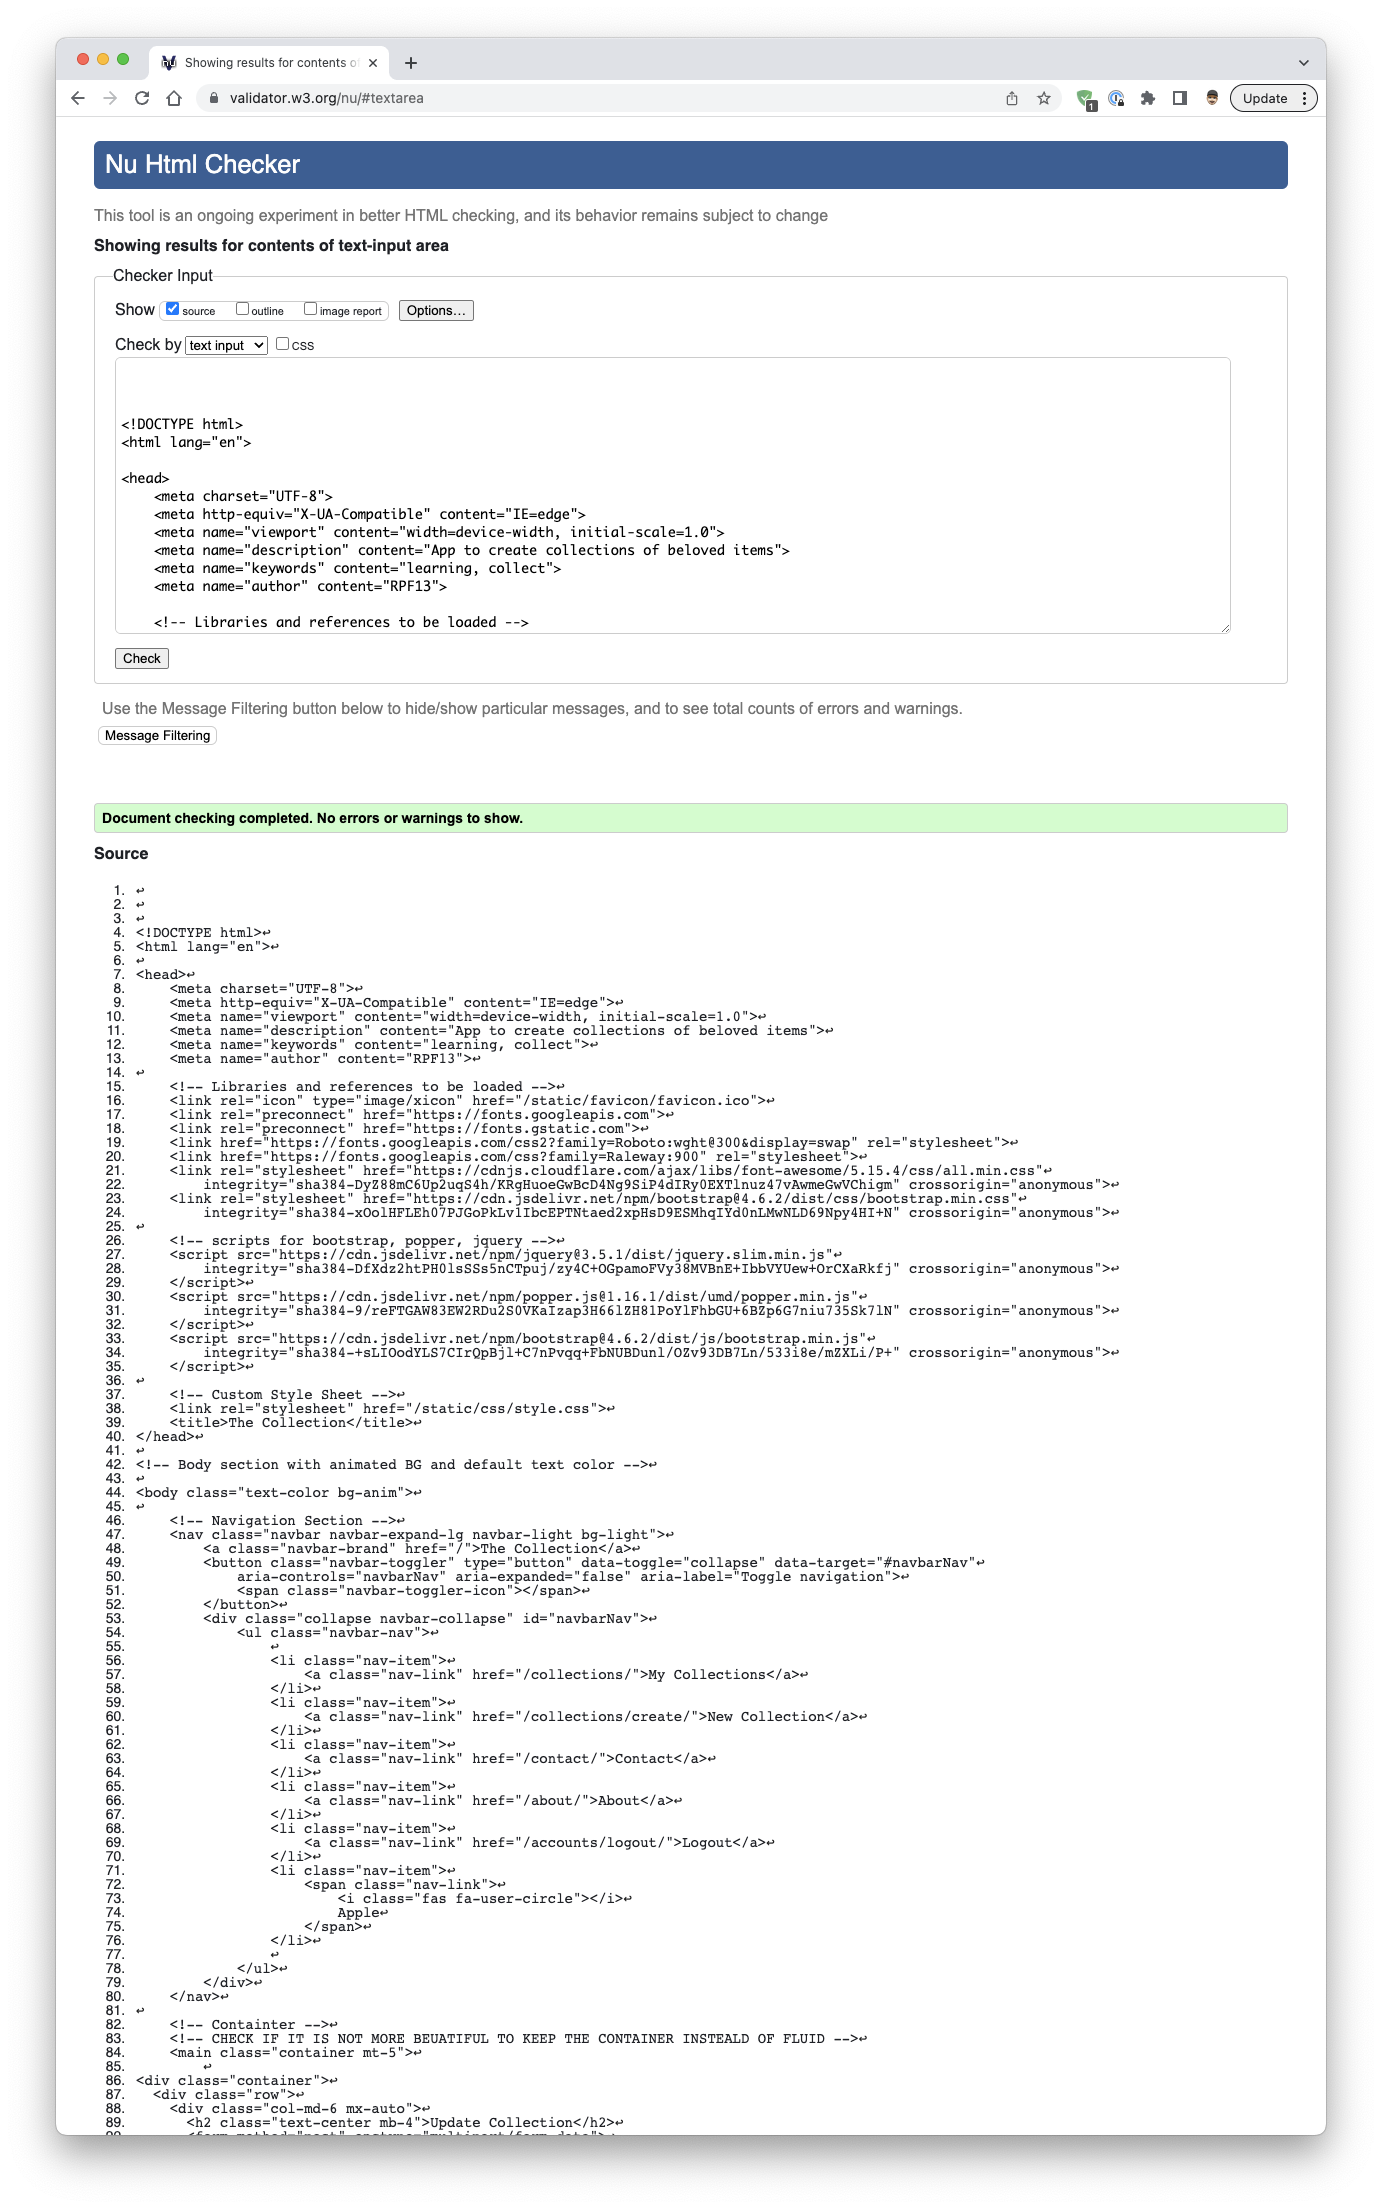 Showing results for contents o
validator.w3.org/nu/#textarea
1
Update
Nu Html Checker
This tool is an ongoing experiment in better HTML checking, and its behavior remains subject to change
Showing results for contents of text-input area
Checker Input
Show source outline image report Options...
Check by text input CSS
<!DOCTYPE html>
<html lang="en">
<head>
    <meta charset="UTF-8">
    <meta http-equiv="X-UA-Compatible" content="IE=edge">
    <meta name="viewport" content="width=device-width, initial-scale=1.0">
    <meta name="description" content="App to create collections of beloved items">
    <meta name="keywords" content="learning, collect">
    <meta name="author" content="RPF13">
    <!-- Libraries and references to be loaded -->
Check
Use the Message Filtering button below to hide/show particular messages, and to see total counts of errors and warnings.
Message Filtering
Document checking completed. No errors or warnings to show.
Source
1. ↩
2. ↩
3. ↩
4. <!DOCTYPE html>↩
5. <html lang="en">↩
6. ↩
7. <head>↩
8.     <meta charset="UTF-8">↩
9.     <meta http-equiv="X-UA-Compatible" content="IE=edge">↩
10.     <meta name="viewport" content="width=device-width, initial-scale=1.0">↩
11.     <meta name="description" content="App to create collections of beloved items">↩
12.     <meta name="keywords" content="learning, collect">↩
13.     <meta name="author" content="RPF13">↩
14. ↩
15.     <!-- Libraries and references to be loaded -->↩
16.     <link rel="icon" type="image/xicon" href="/static/favicon/favicon.ico">↩
17.     <link rel="preconnect" href="https://fonts.googleapis.com">↩
18.     <link rel="preconnect" href="https://fonts.gstatic.com">↩
19.     <link href="https://fonts.googleapis.com/css2?family=Roboto:wght@300&display=swap" rel="stylesheet">↩
20.     <link href="https://fonts.googleapis.com/css?family=Raleway:900" rel="stylesheet">↩
21.     <link rel="stylesheet" href="https://cdnjs.cloudflare.com/ajax/libs/font-awesome/5.15.4/css/all.min.css"↩
22.         integrity="sha384-DyZ88mC6Up2uqS4h/KRgHuoeGwBcD4Ng9SiP4dIRy0EXTlnuz47vAwmeGwVChigm" crossorigin="anonymous">↩
23.     <link rel="stylesheet" href="https://cdn.jsdelivr.net/npm/bootstrap@4.6.2/dist/css/bootstrap.min.css"↩
24.         integrity="sha384-xOolHFLEh07PJGoPkLv1IbcEPTNtaed2xpHsD9ESMhqIYd0nLMwNLD69Npy4HI+N" crossorigin="anonymous">↩
25. ↩
26.     <!-- scripts for bootstrap, popper, jquery -->↩
27.     <script src="https://cdn.jsdelivr.net/npm/jquery@3.5.1/dist/jquery.slim.min.js"↩
28.         integrity="sha384-DfXdz2htPH0lsSSs5nCTpuj/zy4C+OGpamoFVy38MVBnE+IbbVYUew+OrCXaRkfj" crossorigin="anonymous">↩
29.     </script>↩
30.     <script src="https://cdn.jsdelivr.net/npm/popper.js@1.16.1/dist/umd/popper.min.js"↩
31.         integrity="sha384-9/reFTGAW83EW2RDu2S0VKaIzap3H66lZH81PoYlFhbGU+6BZp6G7niu735Sk7lN" crossorigin="anonymous">↩
32.     </script>↩
33.     <script src="https://cdn.jsdelivr.net/npm/bootstrap@4.6.2/dist/js/bootstrap.min.js"↩
34.         integrity="sha384-+sLIOodYLS7CIrQpBjl+C7nPvqq+FbNUBDunl/OZv93DB7Ln/533i8e/mZXLi/P+" crossorigin="anonymous">↩
35.     </script>↩
36. ↩
37.     <!-- Custom Style Sheet -->↩
38.     <link rel="stylesheet" href="/static/css/style.css">↩
39.     <title>The Collection</title>↩
40. </head>↩
41. ↩
42. <!-- Body section with animated BG and default text color -->↩
43. ↩
44. <body class="text-color bg-anim">↩
45. ↩
46.     <!-- Navigation Section -->↩
47.     <nav class="navbar navbar-expand-lg navbar-light bg-light">↩
48.         <a class="navbar-brand" href="/">The Collection</a>↩
49.         <button class="navbar-toggler" type="button" data-toggle="collapse" data-target="#navbarNav"↩
50.             aria-controls="navbarNav" aria-expanded="false" aria-label="Toggle navigation">↩
51.             <span class="navbar-toggler-icon"></span>↩
52.         </button>↩
53.         <div class="collapse navbar-collapse" id="navbarNav">↩
54.             <ul class="navbar-nav">↩
55.                 ↩
56.                 <li class="nav-item">↩
57.                     <a class="nav-link" href="/collections/">My Collections</a>↩
58.                 </li>↩
59.                 <li class="nav-item">↩
60.                     <a class="nav-link" href="/collections/create/">New Collection</a>↩
61.                 </li>↩
62.                 <li class="nav-item">↩
63.                     <a class="nav-link" href="/contact/">Contact</a>↩
64.                 </li>↩
65.                 <li class="nav-item">↩
66.                     <a class="nav-link" href="/about/">About</a>↩
67.                 </li>↩
68.                 <li class="nav-item">↩
69.                     <a class="nav-link" href="/accounts/logout/">Logout</a>↩
70.                 </li>↩
71.                 <li class="nav-item">↩
72.                     <span class="nav-link">↩
73.                         <i class="fas fa-user-circle"></i>↩
74.                         Apple↩
75.                     </span>↩
76.                 </li>↩
77.                 ↩
78.             </ul>↩
79.         </div>↩
80.     </nav>↩
81. ↩
82.     <!-- Containter -->↩
83.     <!-- CHECK IF IT IS NOT MORE BEUATIFUL TO KEEP THE CONTAINER INSTEALD OF FLUID -->↩
84.     <main class="container mt-5">↩
85.         ↩
86. <div class="container">↩
87.   <div class="row">↩
88.     <div class="col-md-6 mx-auto">↩
89.       <h2 class="text-center mb-4">Update Collection</h2>↩